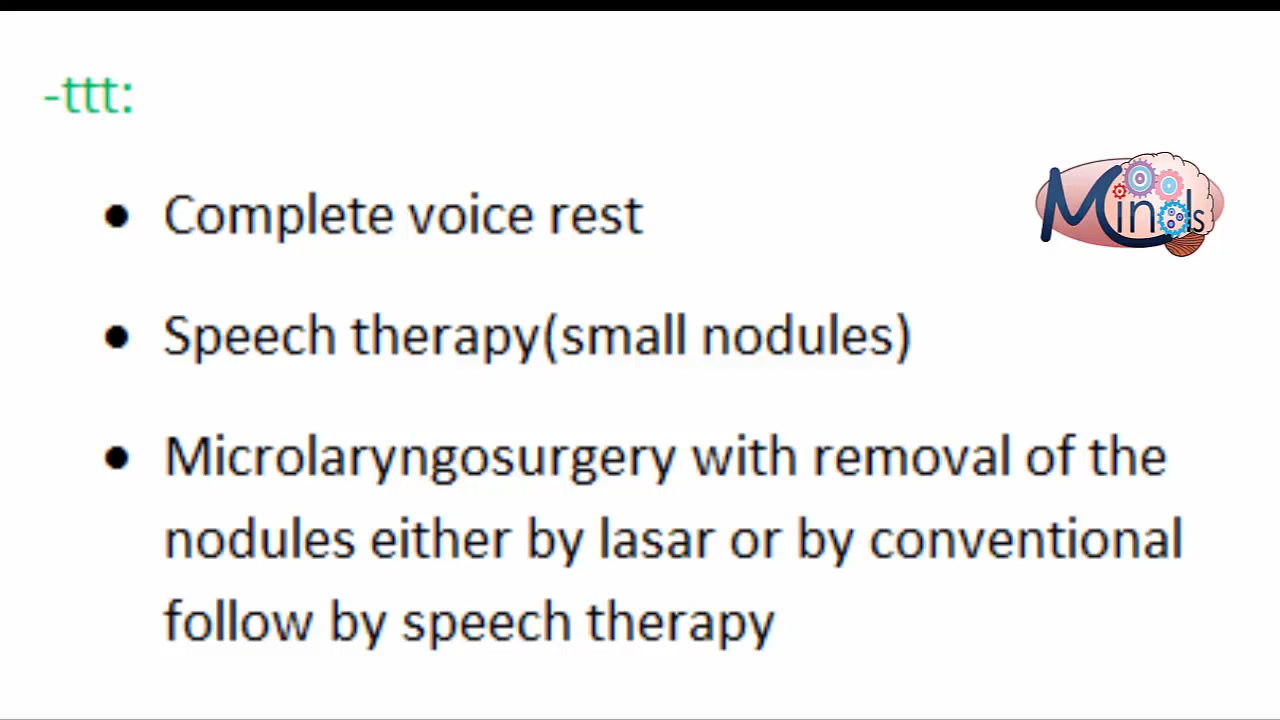 -ttt:
• Complete voice rest
Minds
• Speech therapy(small nodules)
• Microlaryngosurgery with removal of the
nodules either by lasar or by conventional
follow by speech therapy